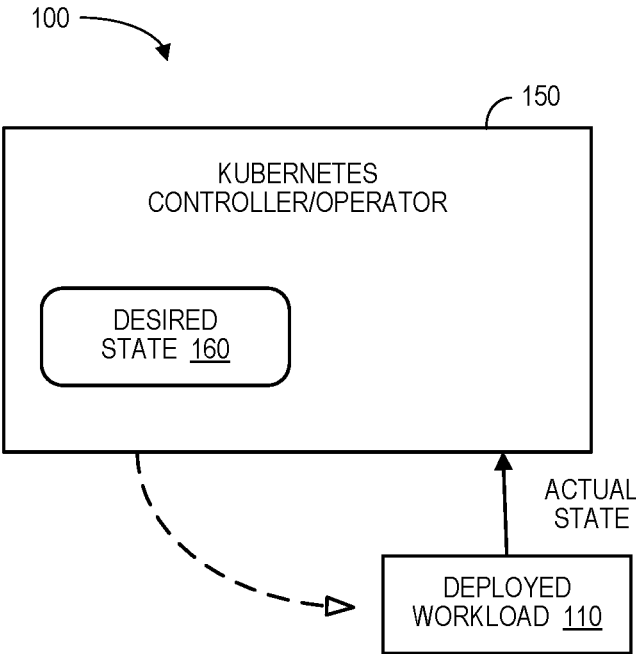 100
150
KUBERNETES
CONTROLLER/OPERATOR
DESIRED
STATE 160
ACTUAL
STATE
DEPLOYED
WORKLOAD 110